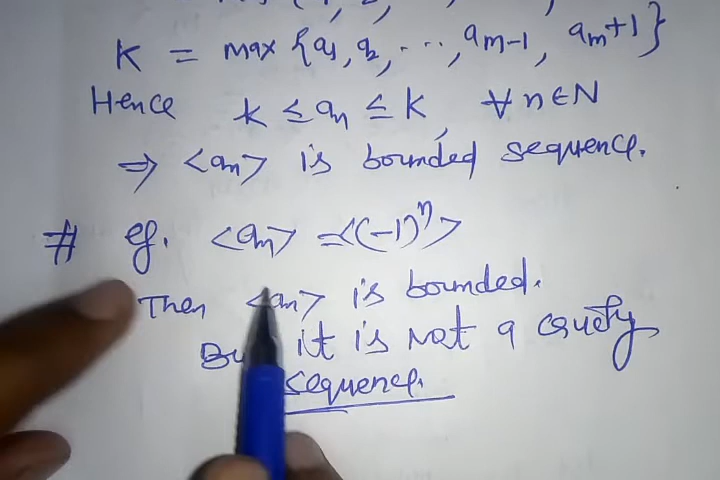 K = max {a1, a2, ..., am-1, am+1}
Hence k ≤ an ≤ K, ∀ n ∈ N
⇒ <an> is bounded sequence.
# eg. <an> = <(-1)^n>
Then <an> is bounded.
But it is not a cauchy
sequence.